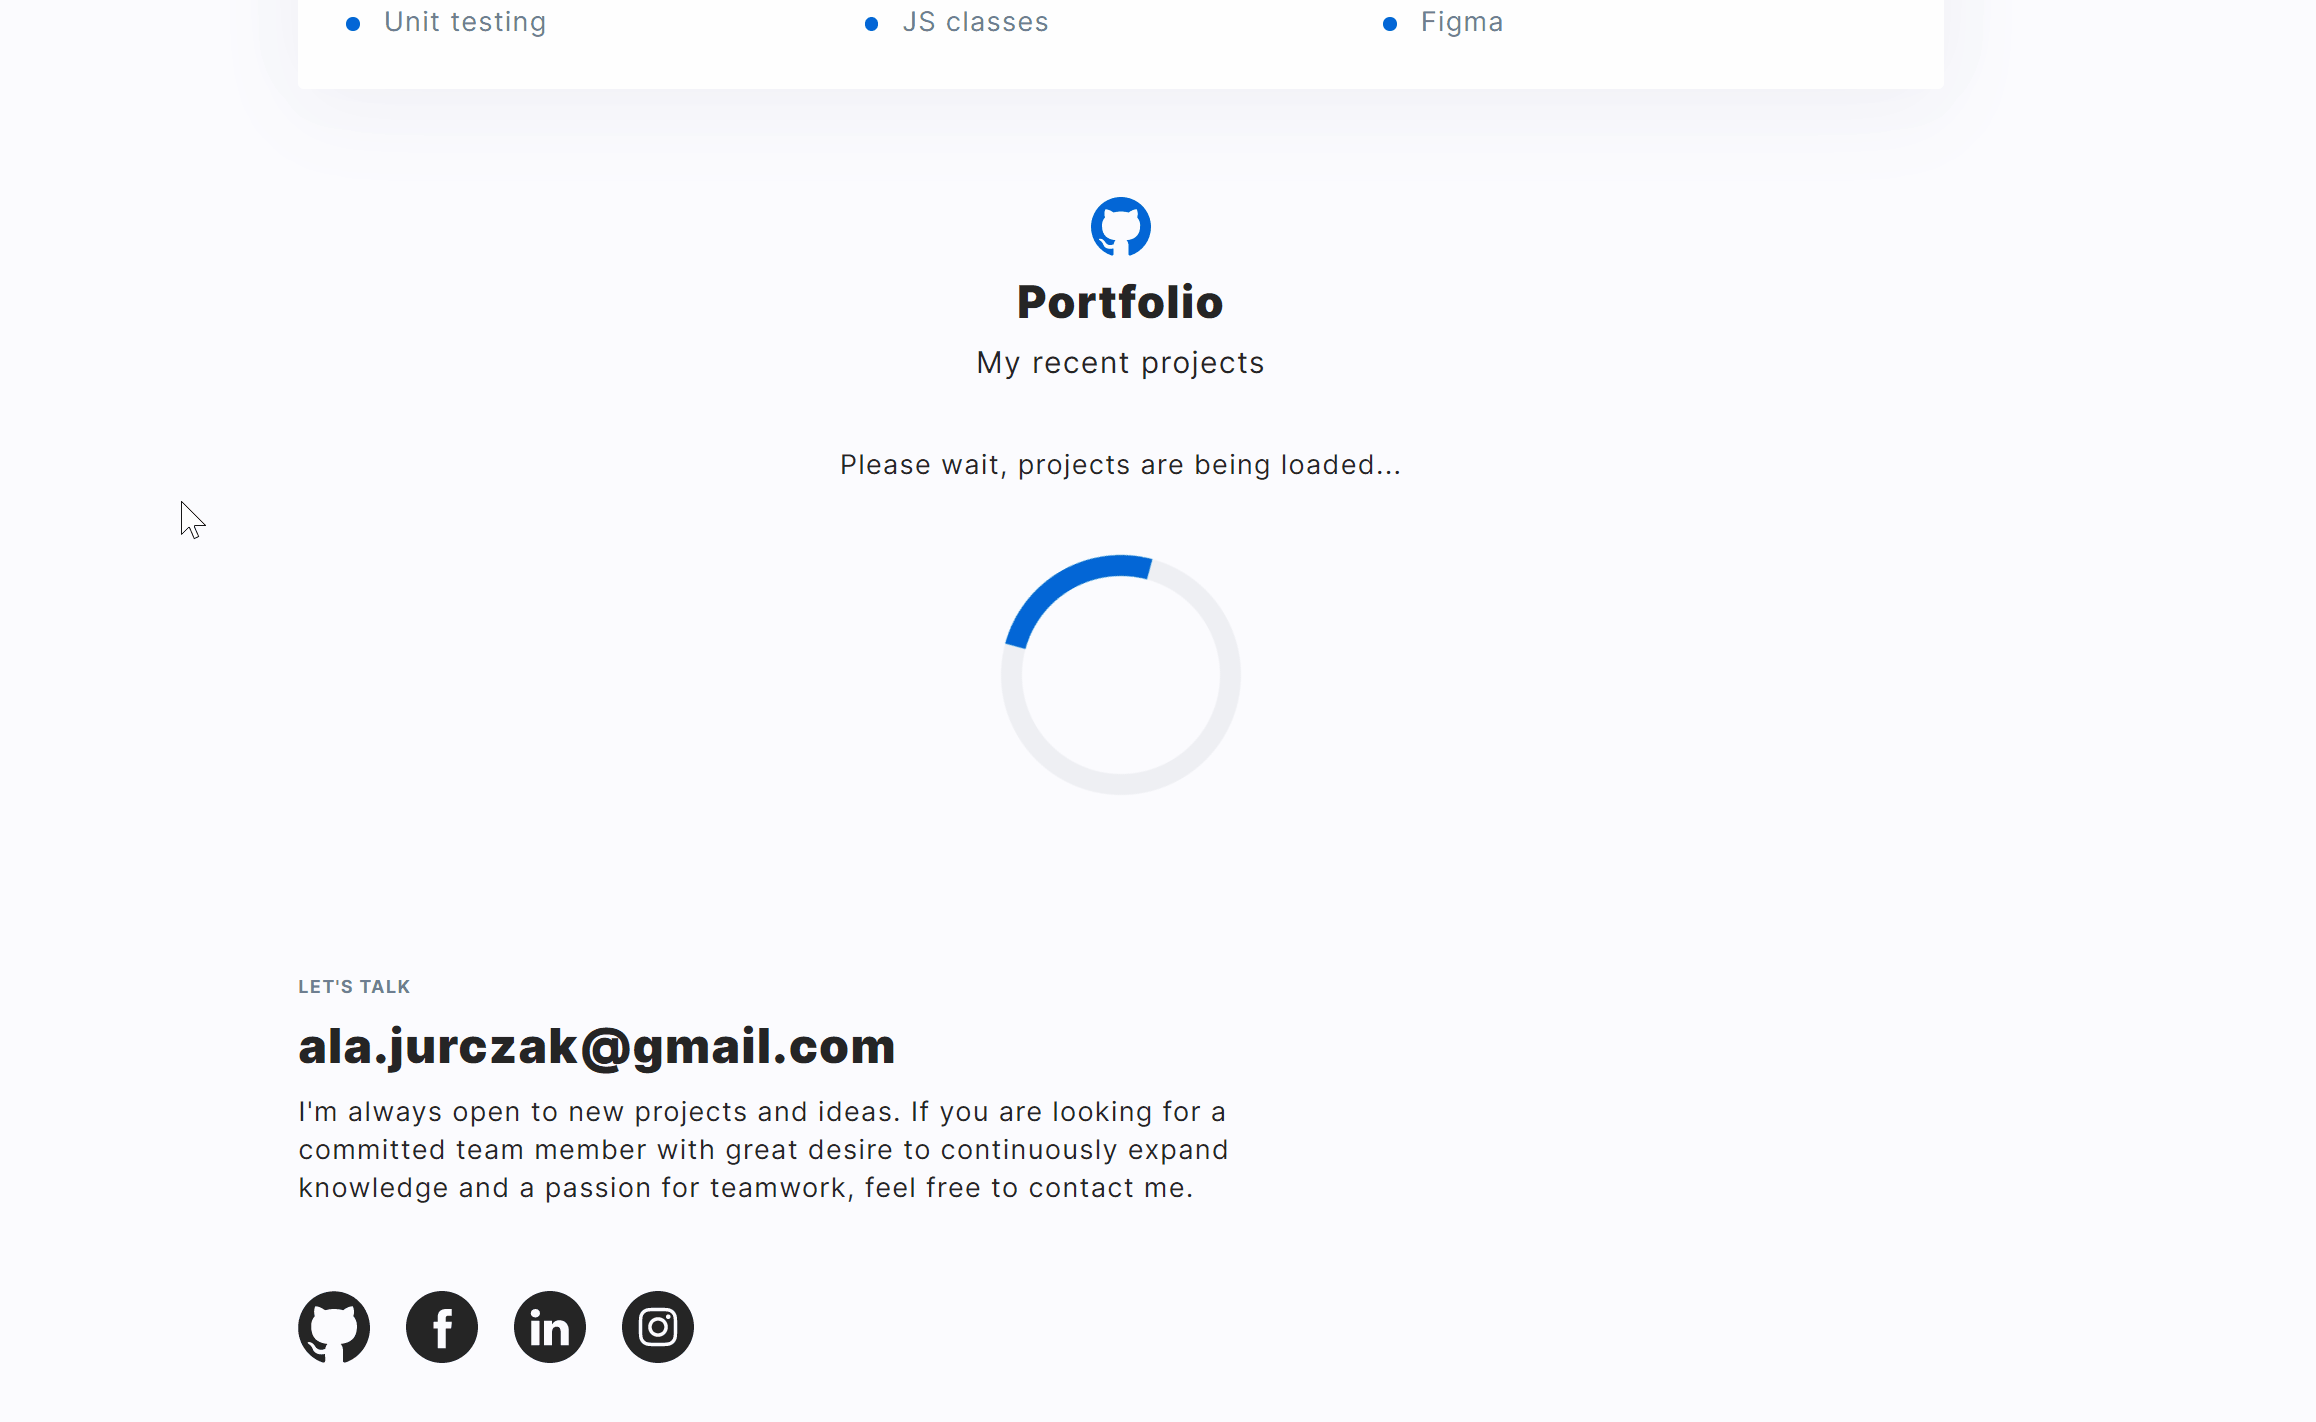 Unit testing
JS classes
Figma
Portfolio
My recent projects
Please wait, projects are being loaded...
LET'S TALK
ala.jurczak@gmail.com
I'm always open to new projects and ideas. If you are looking for a
committed team member with great desire to continuously expand
knowledge and a passion for teamwork, feel free to contact me.